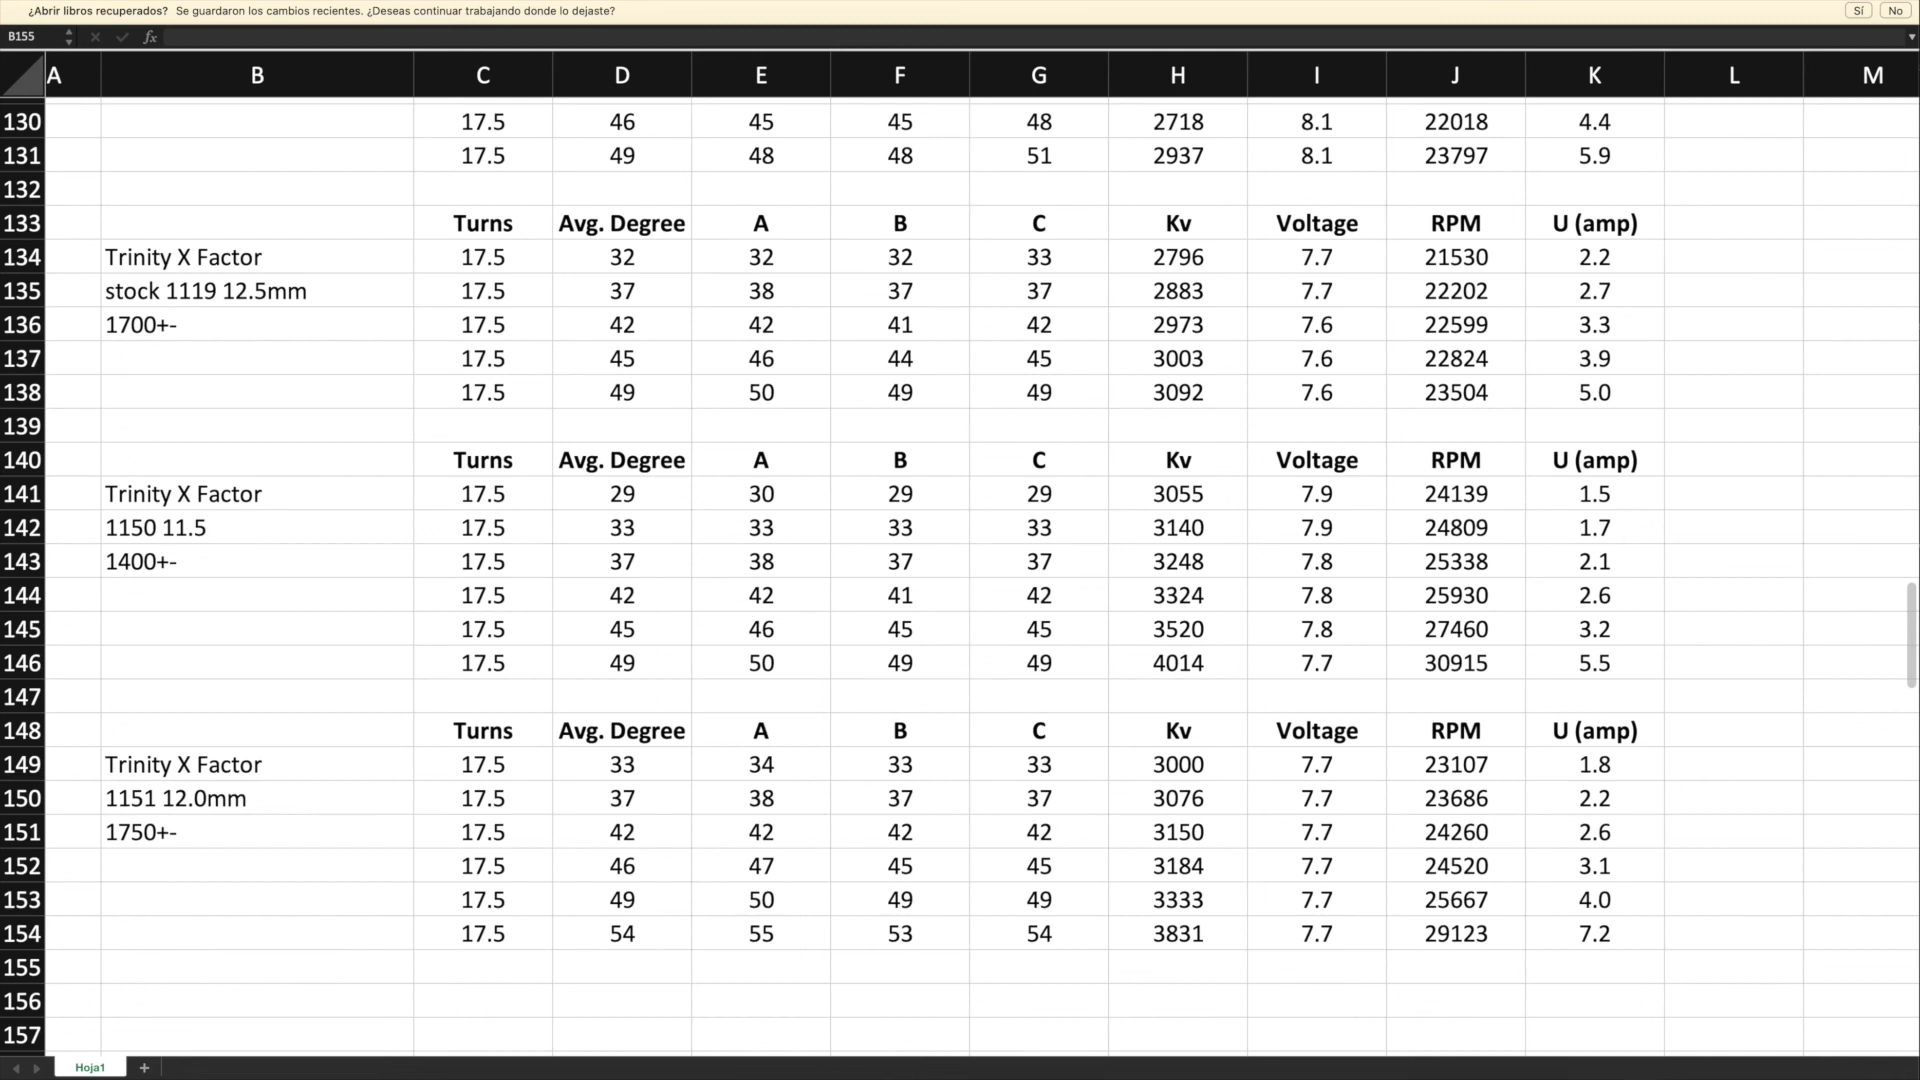 ¿Abrir libros recuperados? Se guardaron los cambios recientes. ¿Deseas continuar trabajando donde lo dejaste? Sí No
B155 fx
A B C D E F G H I J K L M
130 17.5 46 45 45 48 2718 8.1 22018 4.4
131 17.5 49 48 48 51 2937 8.1 23797 5.9
132
133 Turns Avg. Degree A B C Kv Voltage RPM U (amp)
134 Trinity X Factor 17.5 32 32 32 33 2796 7.7 21530 2.2
135 stock 1119 12.5mm 17.5 37 38 37 37 2883 7.7 22202 2.7
136 1700+- 17.5 42 42 41 42 2973 7.6 22599 3.3
137 17.5 45 46 44 45 3003 7.6 22824 3.9
138 17.5 49 50 49 49 3092 7.6 23504 5.0
139
140 Turns Avg. Degree A B C Kv Voltage RPM U (amp)
141 Trinity X Factor 17.5 29 30 29 29 3055 7.9 24139 1.5
142 1150 11.5 17.5 33 33 33 33 3140 7.9 24809 1.7
143 1400+- 17.5 37 38 37 37 3248 7.8 25338 2.1
144 17.5 42 42 41 42 3324 7.8 25930 2.6
145 17.5 45 46 45 45 3520 7.8 27460 3.2
146 17.5 49 50 49 49 4014 7.7 30915 5.5
147
148 Turns Avg. Degree A B C Kv Voltage RPM U (amp)
149 Trinity X Factor 17.5 33 34 33 33 3000 7.7 23107 1.8
150 1151 12.0mm 17.5 37 38 37 37 3076 7.7 23686 2.2
151 1750+- 17.5 42 42 42 42 3150 7.7 24260 2.6
152 17.5 46 47 45 45 3184 7.7 24520 3.1
153 17.5 49 50 49 49 3333 7.7 25667 4.0
154 17.5 54 55 53 54 3831 7.7 29123 7.2
155
156
157
Hoja1 +